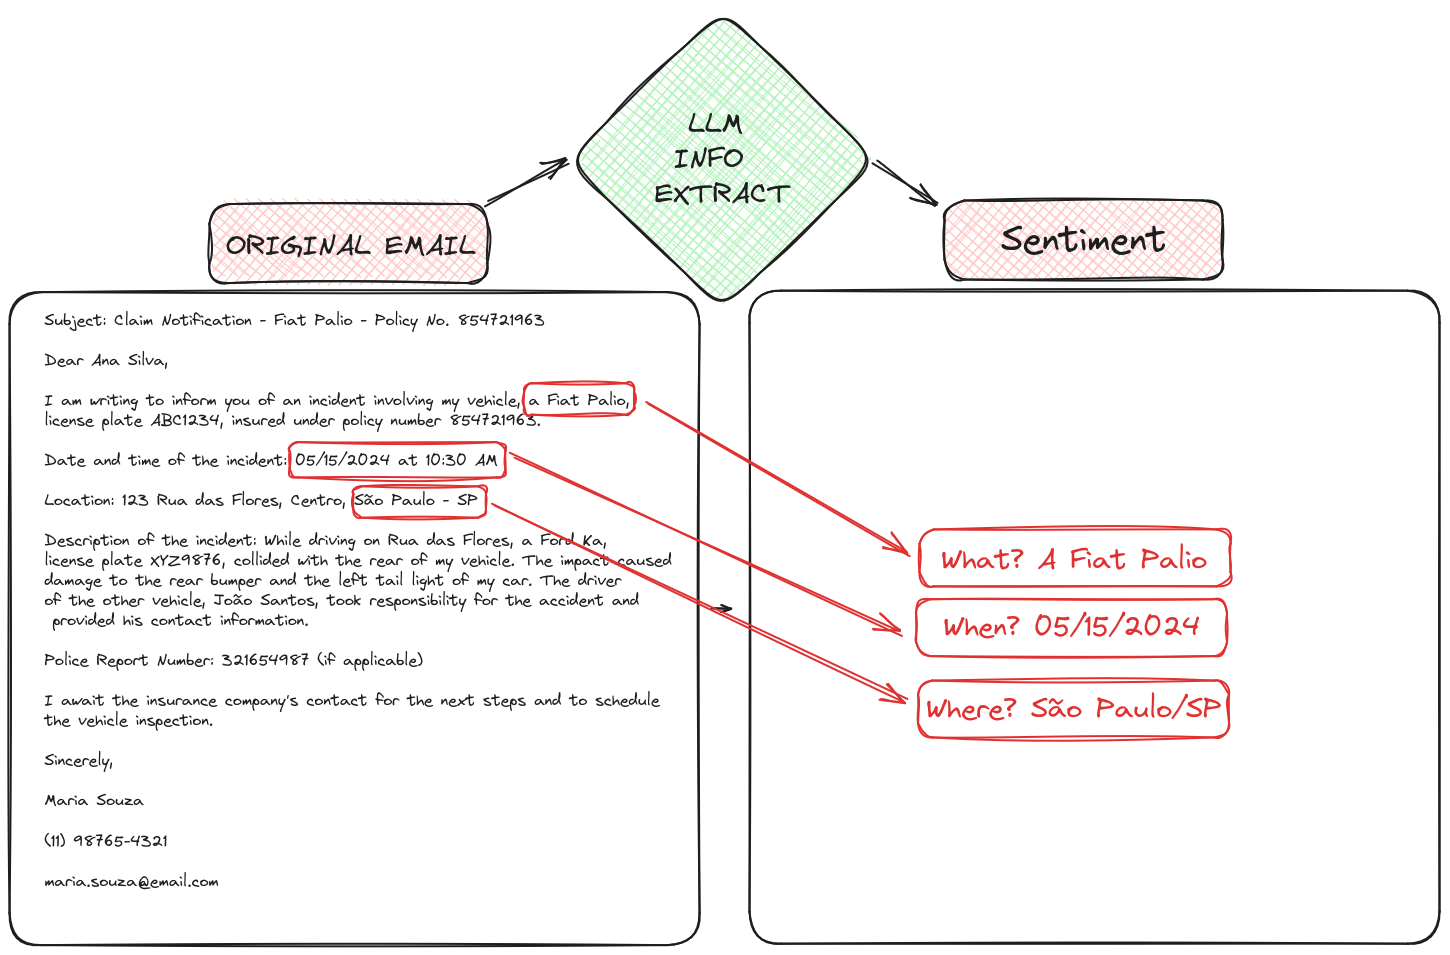 LLM
INFO
EXTRACT
ORIGINAL EMAIL
Sentiment
Subject: Claim Notification - Fiat Palio - Policy No. 854721963
Dear Ana Silva,
I am writing to inform you of an incident involving my vehicle, a Fiat Palio,
license plate ABC1234, insured under policy number 854721963.
Date and time of the incident: 05/15/2024 at 10:30 AM
Location: 123 Rua das Flores, Centro, São Paulo - SP
Description of the incident: While driving on Rua das Flores, a Ford Ka,
license plate XYZ9876, collided with the rear of my vehicle. The impact caused
damage to the rear bumper and the left tail light of my car. The driver
of the other vehicle, João Santos, took responsibility for the accident and
provided his contact information.
Police Report Number: 321654987 (if applicable)
I await the insurance company's contact for the next steps and to schedule
the vehicle inspection.
Sincerely,
Maria Souza
(11) 98765-4321
maria.souza@email.com
What? A Fiat Palio
When? 05/15/2024
Where? São Paulo/SP